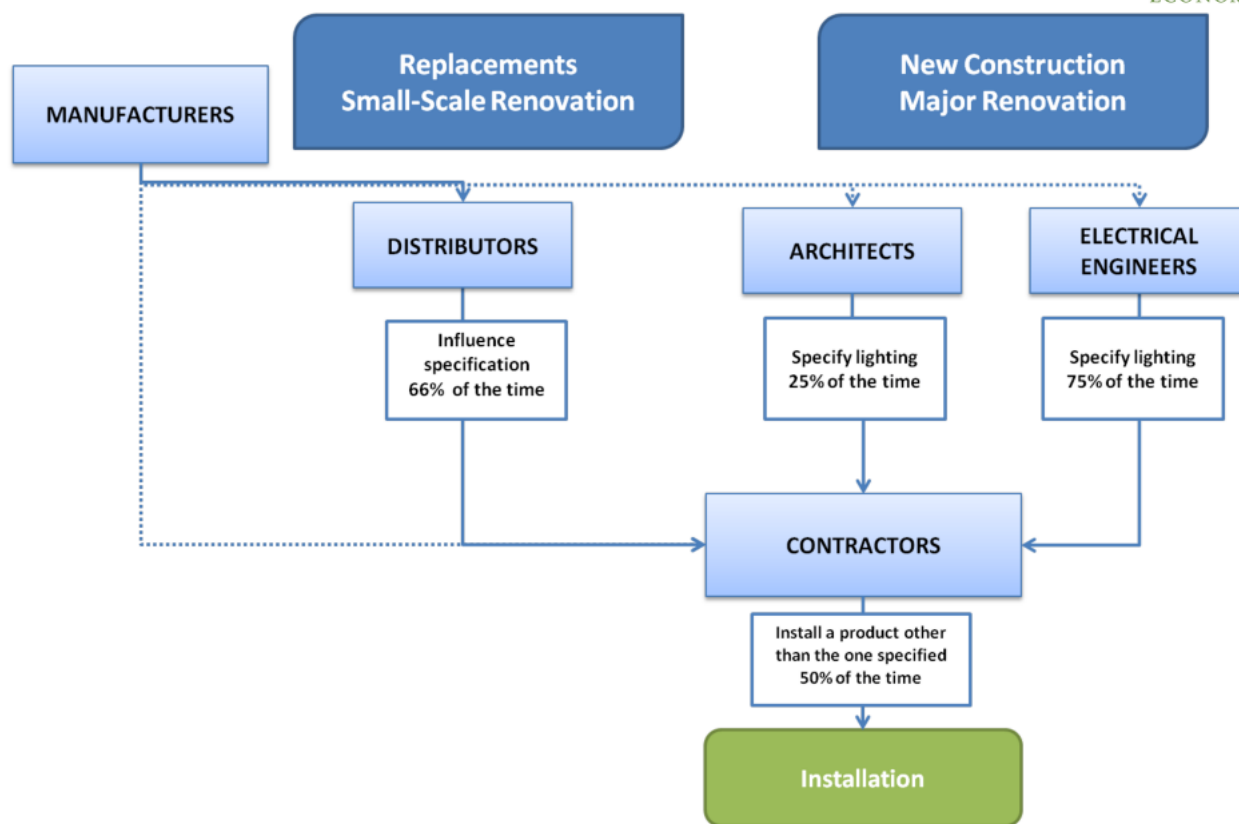 Replacements
Small-Scale Renovation
New Construction
Major Renovation
MANUFACTURERS
DISTRIBUTORS
ARCHITECTS
ELECTRICAL
ENGINEERS
Influence
specification
66% of the time
Specify lighting
25% of the time
Specify lighting
75% of the time
CONTRACTORS
Install a product other
than the one specified
50% of the time
Installation